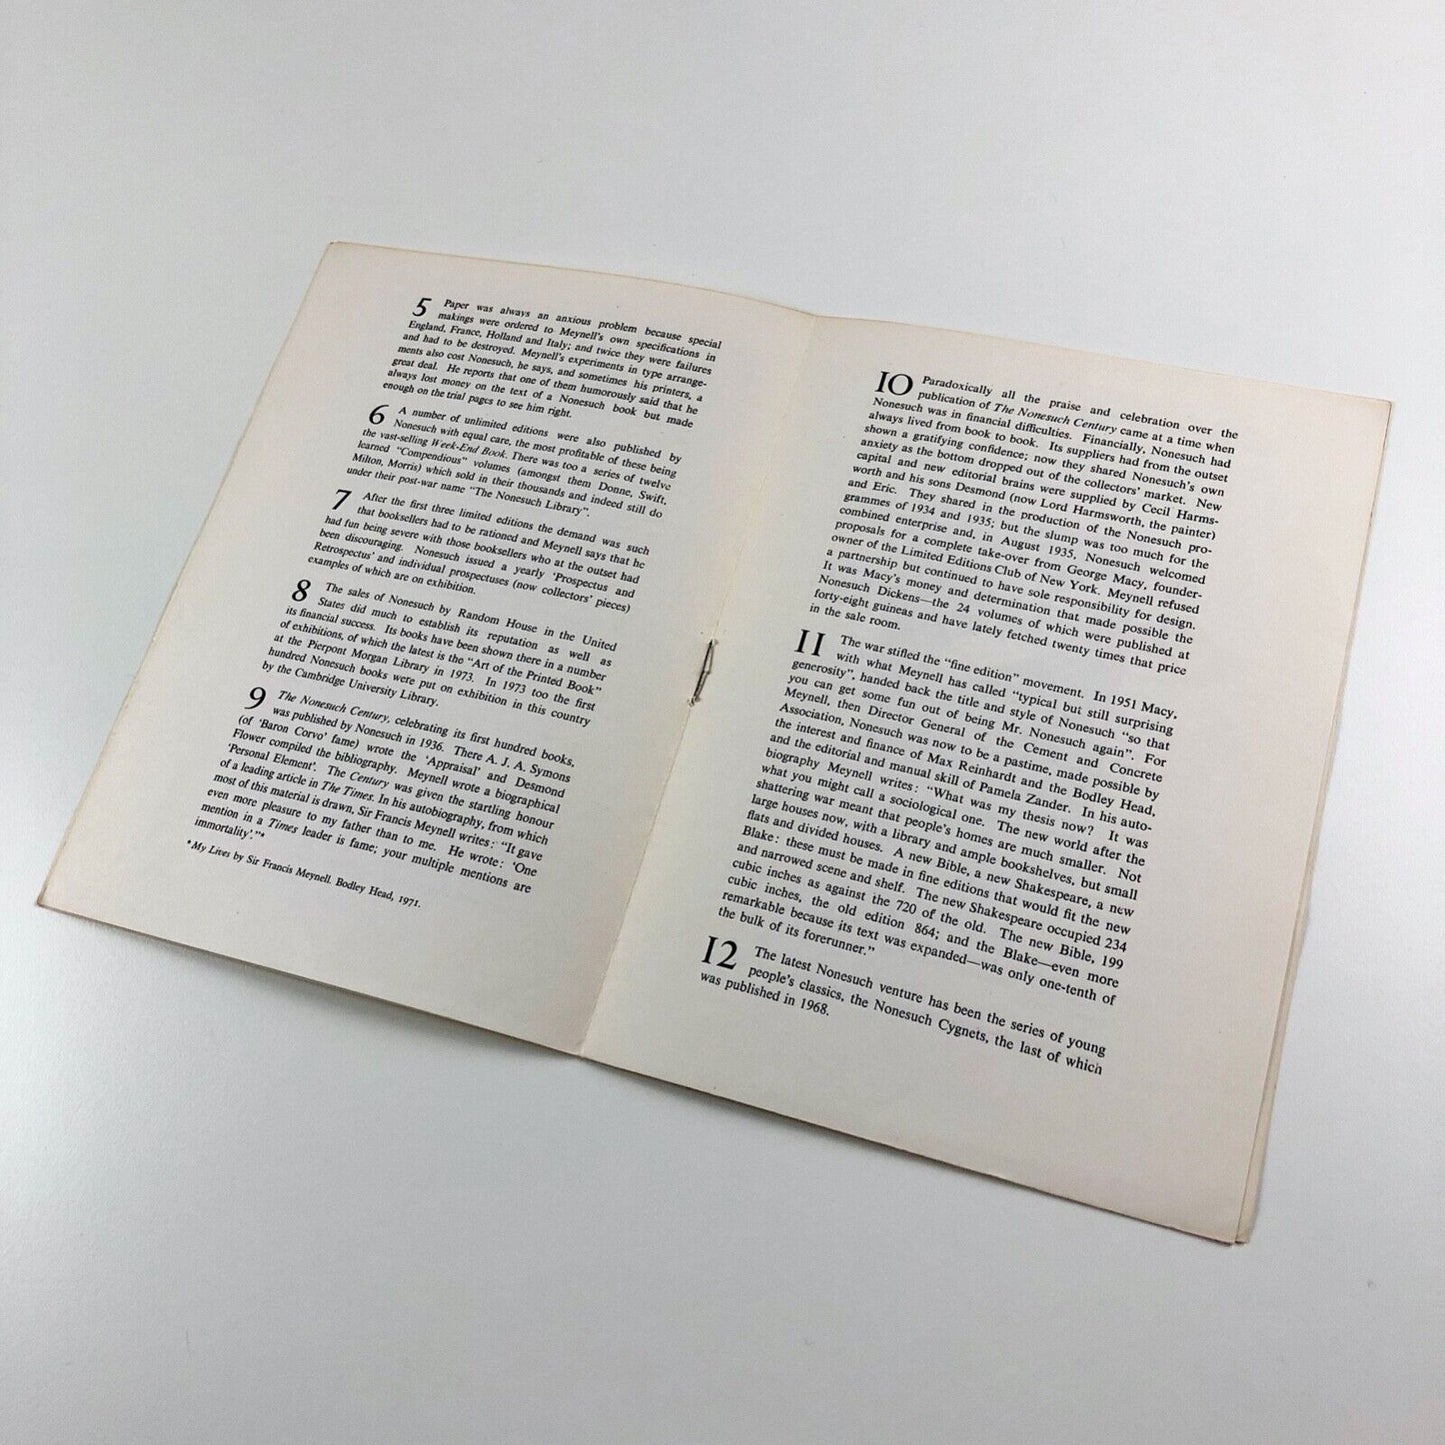 5 Paper was always an anxious problem because special
makings were ordered to Meynell's own specifications in
England, France, Holland and Italy; and twice they were failures
and had to be destroyed. Meynell's experiments in type arrange-
ments also cost Nonesuch, he says, and sometimes his printers, a
great deal. He reports that one of them humorously said that he
always lost money on the text of a Nonesuch book but made
enough on the trial pages to see him right.
6 A number of unlimited editions were also published by
Nonesuch with equal care, the most profitable of these being
the vast-selling Week-End Book. There was too a series of twelve
learned "Compendious" volumes (amongst them Donne, Swift,
Milton, Morris) which sold in their thousands and indeed still do
under their post-war name "The Nonesuch Library".
7 After the first three limited editions the demand was such
that booksellers had to be rationed and Meynell says that he
had fun being severe with those booksellers who at the outset had
been discouraging. Nonesuch issued a yearly 'Prospectus and
Retrospectus' and individual prospectuses (now collectors' pieces)
examples of which are on exhibition.
8 The sales of Nonesuch by Random House in the United
States did much to establish its reputation as well as
its financial success. Its books have been shown there in a number
of exhibitions, of which the latest is the "Art of the Printed Book"
at the Pierpont Morgan Library in 1973. In 1973 too the first
hundred Nonesuch books were put on exhibition in this country
by the Cambridge University Library.
9 The Nonesuch Century, celebrating its first hundred books,
was published by Nonesuch in 1936. There A. J. A. Symons
(of 'Baron Corvo' fame) wrote the 'Appraisal' and Desmond
Flower compiled the bibliography. Meynell wrote a biographical
'Personal Element'. The Century was given the startling honour
of a leading article in The Times. In his autobiography, from which
most of this material is drawn, Sir Francis Meynell writes: "It gave
even more pleasure to my father than to me. He wrote: 'One
mention in a Times leader is fame; your multiple mentions are
immortality'."*
*My Lives by Sir Francis Meynell. Bodley Head, 1971.
10 Paradoxically all the praise and celebration over the
publication of The Nonesuch Century came at a time when
Nonesuch was in financial difficulties. Financially, Nonesuch had
always lived from book to book. Its suppliers had from the outset
shown a gratifying confidence; now they shared Nonesuch's own
anxiety as the bottom dropped out of the collectors' market. New
capital and new editorial brains were supplied by Cecil Harms-
worth and his sons Desmond (now Lord Harmsworth, the painter)
and Eric. They shared in the production of the Nonesuch pro-
grammes of 1934 and 1935; but the slump was too much for the
combined enterprise and, in August 1935, Nonesuch welcomed
proposals for a complete take-over from George Macy, founder-
owner of the Limited Editions Club of New York. Meynell refused
a partnership but continued to have sole responsibility for design.
It was Macy's money and determination that made possible the
Nonesuch Dickens—the 24 volumes of which were published at
forty-eight guineas and have lately fetched twenty times that price
in the sale room.
11 The war stifled the "fine edition" movement. In 1951 Macy,
with what Meynell has called "typical but still surprising
generosity", handed back the title and style of Nonesuch "so that
you can get some fun out of being Mr. Nonesuch again". For
Meynell, then Director General of the Cement and Concrete
Association, Nonesuch was now to be a pastime, made possible by
the interest and finance of Max Reinhardt and the Bodley Head,
and the editorial and manual skill of Pamela Zander. In his auto-
biography Meynell writes: "What was my thesis now? It was
what you might call a sociological one. The new world after the
shattering war meant that people's homes are much smaller. Not
large houses now, with a library and ample bookshelves, but small
flats and divided houses. A new Bible, a new Shakespeare, a new
Blake: these must be made in fine editions that would fit the new
and narrowed scene and shelf. The new Shakespeare occupied 234
cubic inches as against the 720 of the old. The new Bible, 199
cubic inches, the old edition 864; and the Blake—even more
remarkable because its text was expanded—was only one-tenth of
the bulk of its forerunner."
12 The latest Nonesuch venture has been the series of young
people's classics, the Nonesuch Cygnets, the last of which
was published in 1968.